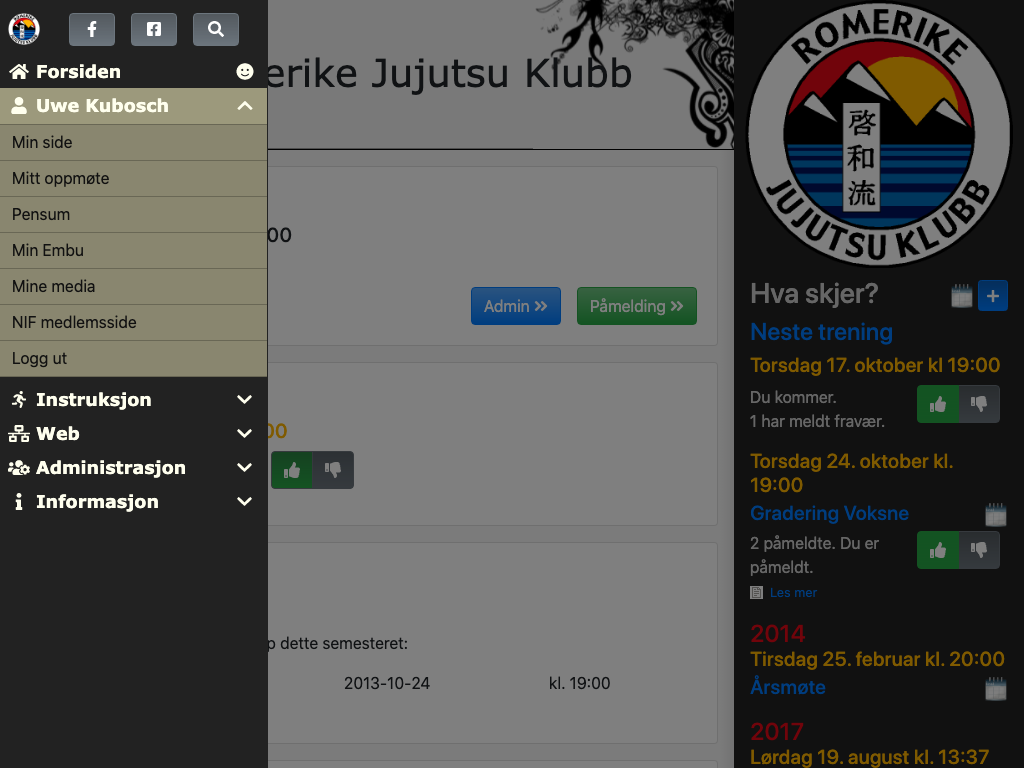 Forsiden
Uwe Kubosch
Min side
Mitt oppmøte
Pensum
Min Embu
Mine media
NIF medlemsside
Logg ut
Instruksjon
Web
Administrasjon
Informasjon
erike Jujutsu Klubb
00
Admin
Påmelding
00
p dette semesteret:
2013-10-24 kl. 19:00
ROMERIKE
啓和流
JUJUTSU KLUBB
Hva skjer?
Neste trening
Torsdag 17. oktober kl 19:00
Du kommer.
1 har meldt fravær.
Torsdag 24. oktober kl.
19:00
Gradering Voksne
2 påmeldte. Du er
påmeldt.
Les mer
2014
Tirsdag 25. februar kl. 20:00
Årsmøte
2017
Lørdag 19. august kl. 13:37